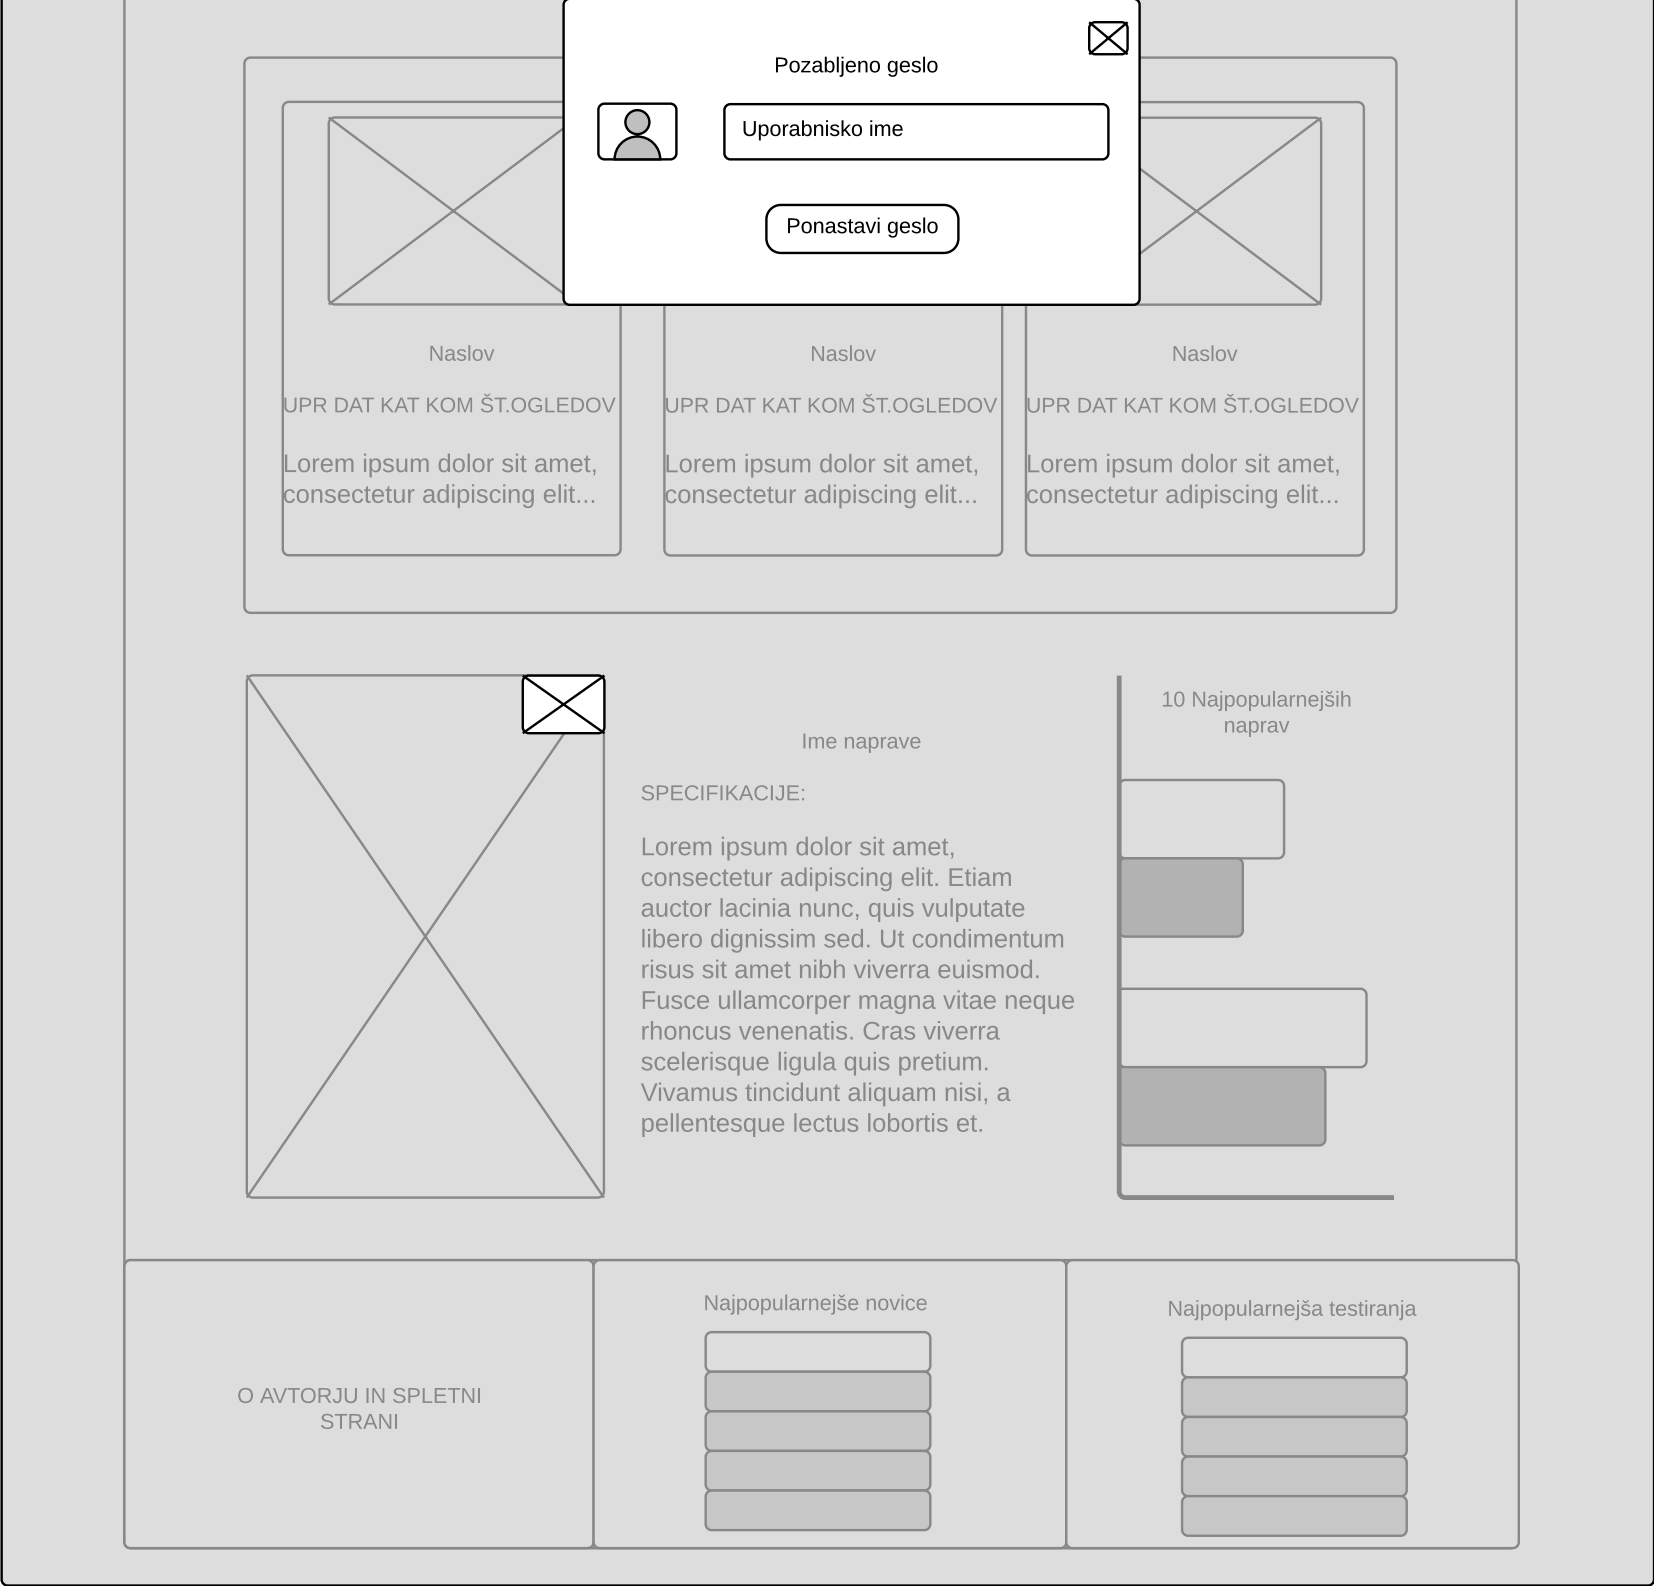 Pozabljeno geslo
Uporabnisko ime
Ponastavi geslo
Naslov
UPR DAT KAT KOM ŠT.OGLEDOV
Lorem ipsum dolor sit amet,
consectetur adipiscing elit...
Naslov
UPR DAT KAT KOM ŠT.OGLEDOV
Lorem ipsum dolor sit amet,
consectetur adipiscing elit...
Naslov
UPR DAT KAT KOM ŠT.OGLEDOV
Lorem ipsum dolor sit amet,
consectetur adipiscing elit...
Ime naprave
SPECIFIKACIJE:
Lorem ipsum dolor sit amet,
consectetur adipiscing elit. Etiam
auctor lacinia nunc, quis vulputate
libero dignissim sed. Ut condimentum
risus sit amet nibh viverra euismod.
Fusce ullamcorper magna vitae neque
rhoncus venenatis. Cras viverra
scelerisque ligula quis pretium.
Vivamus tincidunt aliquam nisi, a
pellentesque lectus lobortis et.
10 Najpopularnejših
naprav
O AVTORJU IN SPLETNI
STRANI
Najpopularnejše novice
Najpopularnejša testiranja